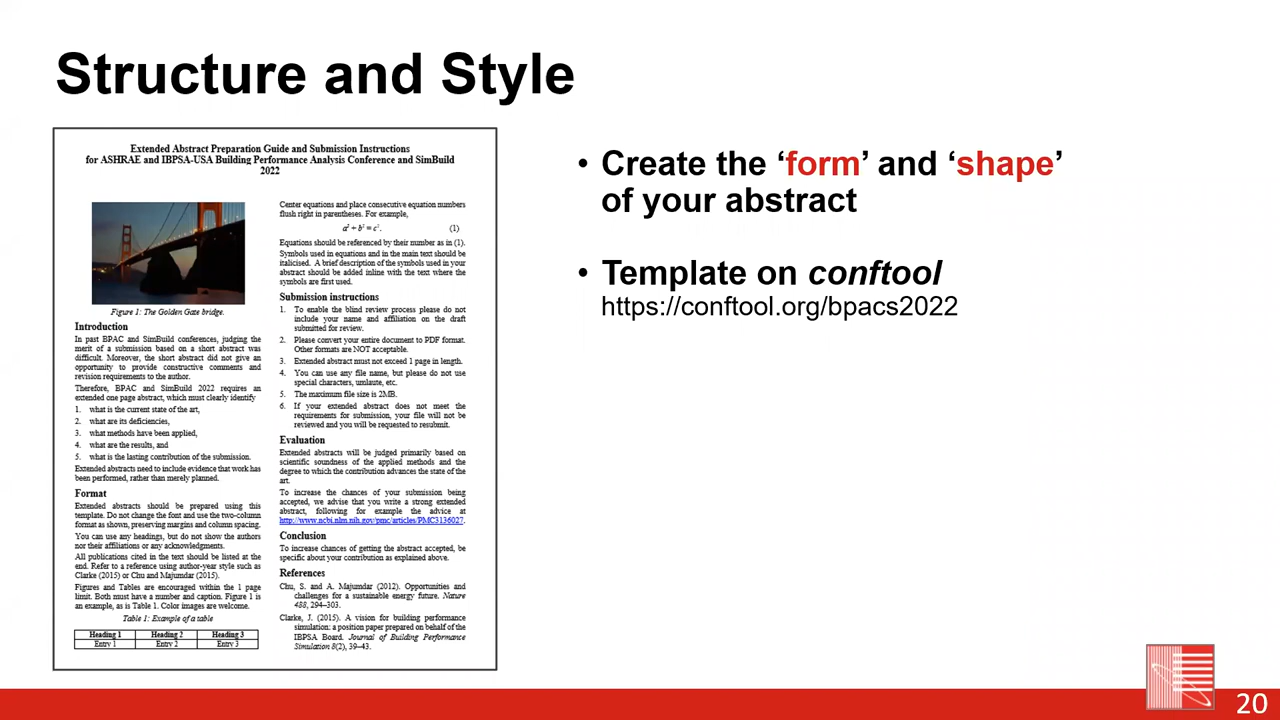 Structure and Style
Extended Abstract Preparation Guide and Submission Instructions
for ASHRAE and IBPSA-USA Building Performance Analysis Conference and SimBuild
2022
Figure 1: The Golden Gate bridge.
Introduction
In past BPAC and SimBuild conferences, judging the
merit of a submission based on a short abstract was
difficult. Moreover, the short abstract did not give an
opportunity to provide constructive comments and
revision requirements to the author.
Therefore, BPAC and SimBuild 2022 requires an
extended one page abstract, which must clearly identify
1. what is the current state of the art,
2. what are its deficiencies,
3. what methods have been applied,
4. what are the results, and
5. what is the lasting contribution of the submission.
Extended abstracts need to include evidence that work has
been performed, rather than merely planned.
Format
Extended abstracts should be prepared using this
template. Do not change the font and use the two-column
format as shown, preserving margins and column spacing.
You can use any headings, but do not show the authors
nor their affiliations or any acknowledgments.
All publications cited in the text should be listed at the
end. Refer to a reference using author-year style such as
Clarke (2015) or Chu and Majumdar (2015).
Figures and Tables are encouraged within the 1 page
limit. Both must have a number and caption. Figure 1 is
an example, as is Table 1. Color images are welcome.
Table 1: Example of a table
Heading 1 Heading 2 Heading 3
Entry 1 Entry 2 Entry 3
Center equations and place consecutive equation numbers
flush right in parentheses. For example,
a² + b² = c². (1)
Equations should be referenced by their number as in (1).
Symbols used in equations and in the main text should be
italicised. A brief description of the symbols used in your
abstract should be added inline with the text where the
symbols are first used.
Submission instructions
1. To enable the blind review process please do not
include your name and affiliation on the draft
submitted for review.
2. Please convert your entire document to PDF format.
Other formats are NOT acceptable.
3. Extended abstract must not exceed 1 page in length.
4. You can use any file name, but please do not use
special characters, umlaute, etc.
5. The maximum file size is 2MB.
6. If your extended abstract does not meet the
requirements for submission, your file will not be
reviewed and you will be requested to resubmit.
Evaluation
Extended abstracts will be judged primarily based on
scientific soundness of the applied methods and the
degree to which the contribution advances the state of the
art.
To increase the chances of your submission being
accepted, we advise that you write a strong extended
abstract, following for example the advice at
http://www.ncbi.nlm.nih.gov/pmc/articles/PMC3136027.
Conclusion
To increase chances of getting the abstract accepted, be
specific about your contribution as explained above.
References
Chu, S. and A. Majumdar (2012). Opportunities and
challenges for a sustainable energy future. Nature
488, 294–303.
Clarke, J. (2015). A vision for building performance
simulation: a position paper prepared on behalf of the
IBPSA Board. Journal of Building Performance
Simulation 8(2), 39–43.
• Create the ‘form’ and ‘shape’
of your abstract
• Template on conftool
https://conftool.org/bpacs2022
20